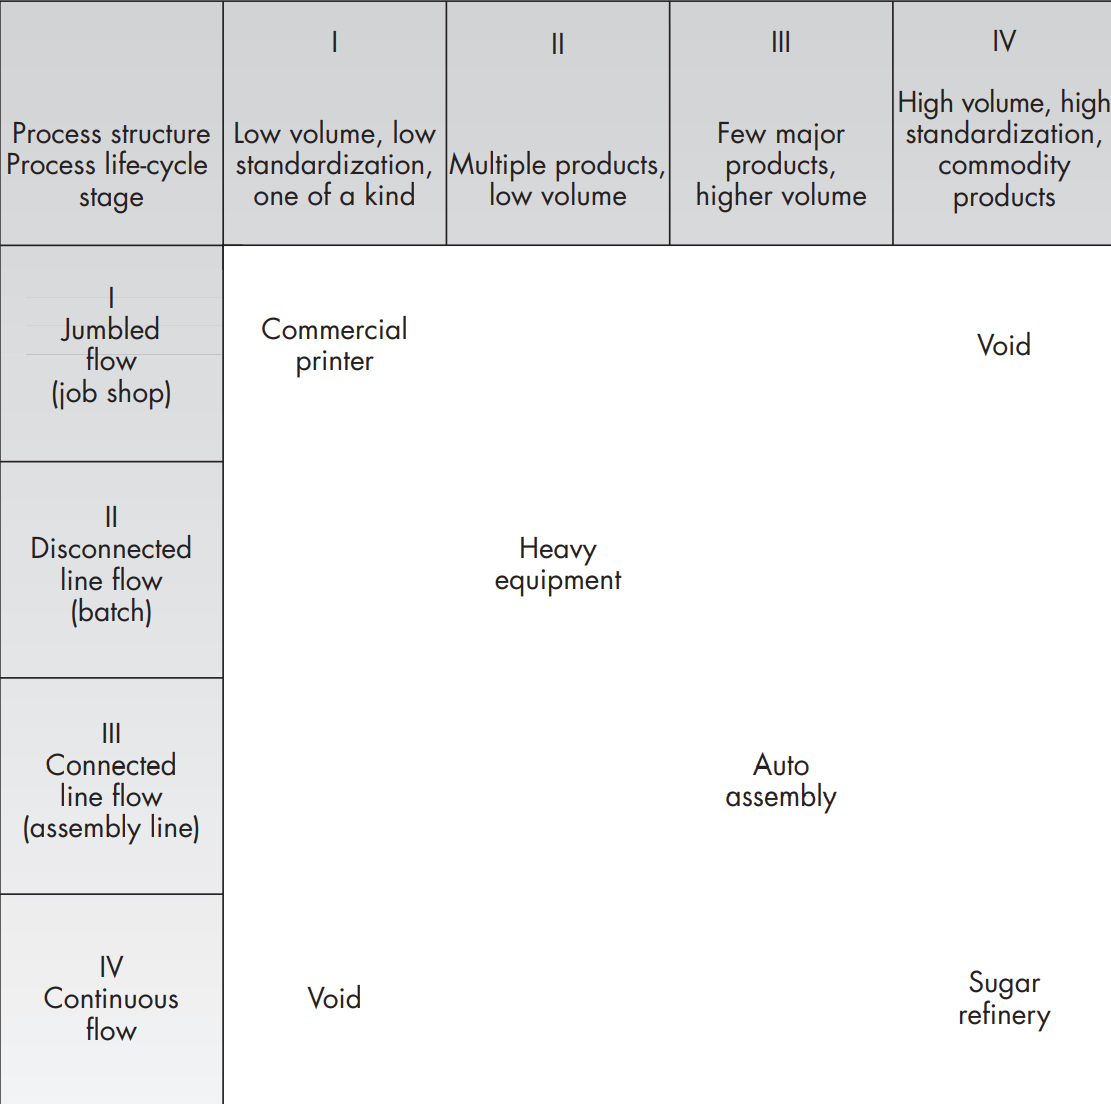 Process structure
Process life-cycle
stage
I
Low volume, low
standardization,
one of a kind
II
Multiple products,
low volume
III
Few major
products,
higher volume
IV
High volume, high
standardization,
commodity
products
I
Jumbled
flow
(job shop)
Commercial
printer
Void
II
Disconnected
line flow
(batch)
Heavy
equipment
III
Connected
line flow
(assembly line)
Auto
assembly
IV
Continuous
flow
Void
Sugar
refinery